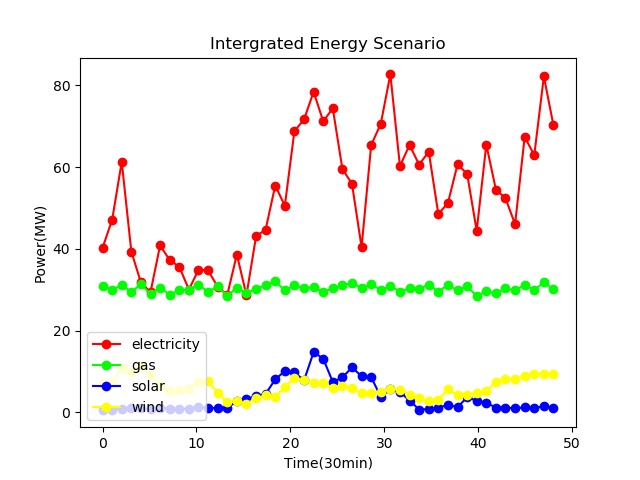 Intergrated Energy Scenario
Power(MW)
80
60
40
20
0
electricity
gas
solar
wind
0 10 20 30 40 50
Time(30min)